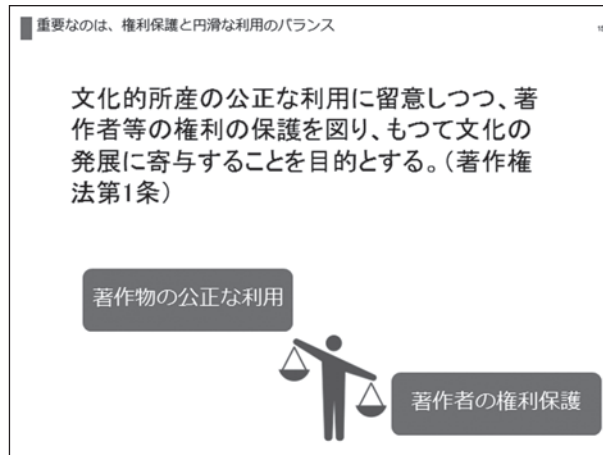 重要なのは、権利保護と円滑な利用のバランス
文化的所産の公正な利用に留意しつつ、著
作者等の権利の保護を図り、もつて文化の
発展に寄与することを目的とする。（著作権
法第1条）
著作物の公正な利用
著作者の権利保護